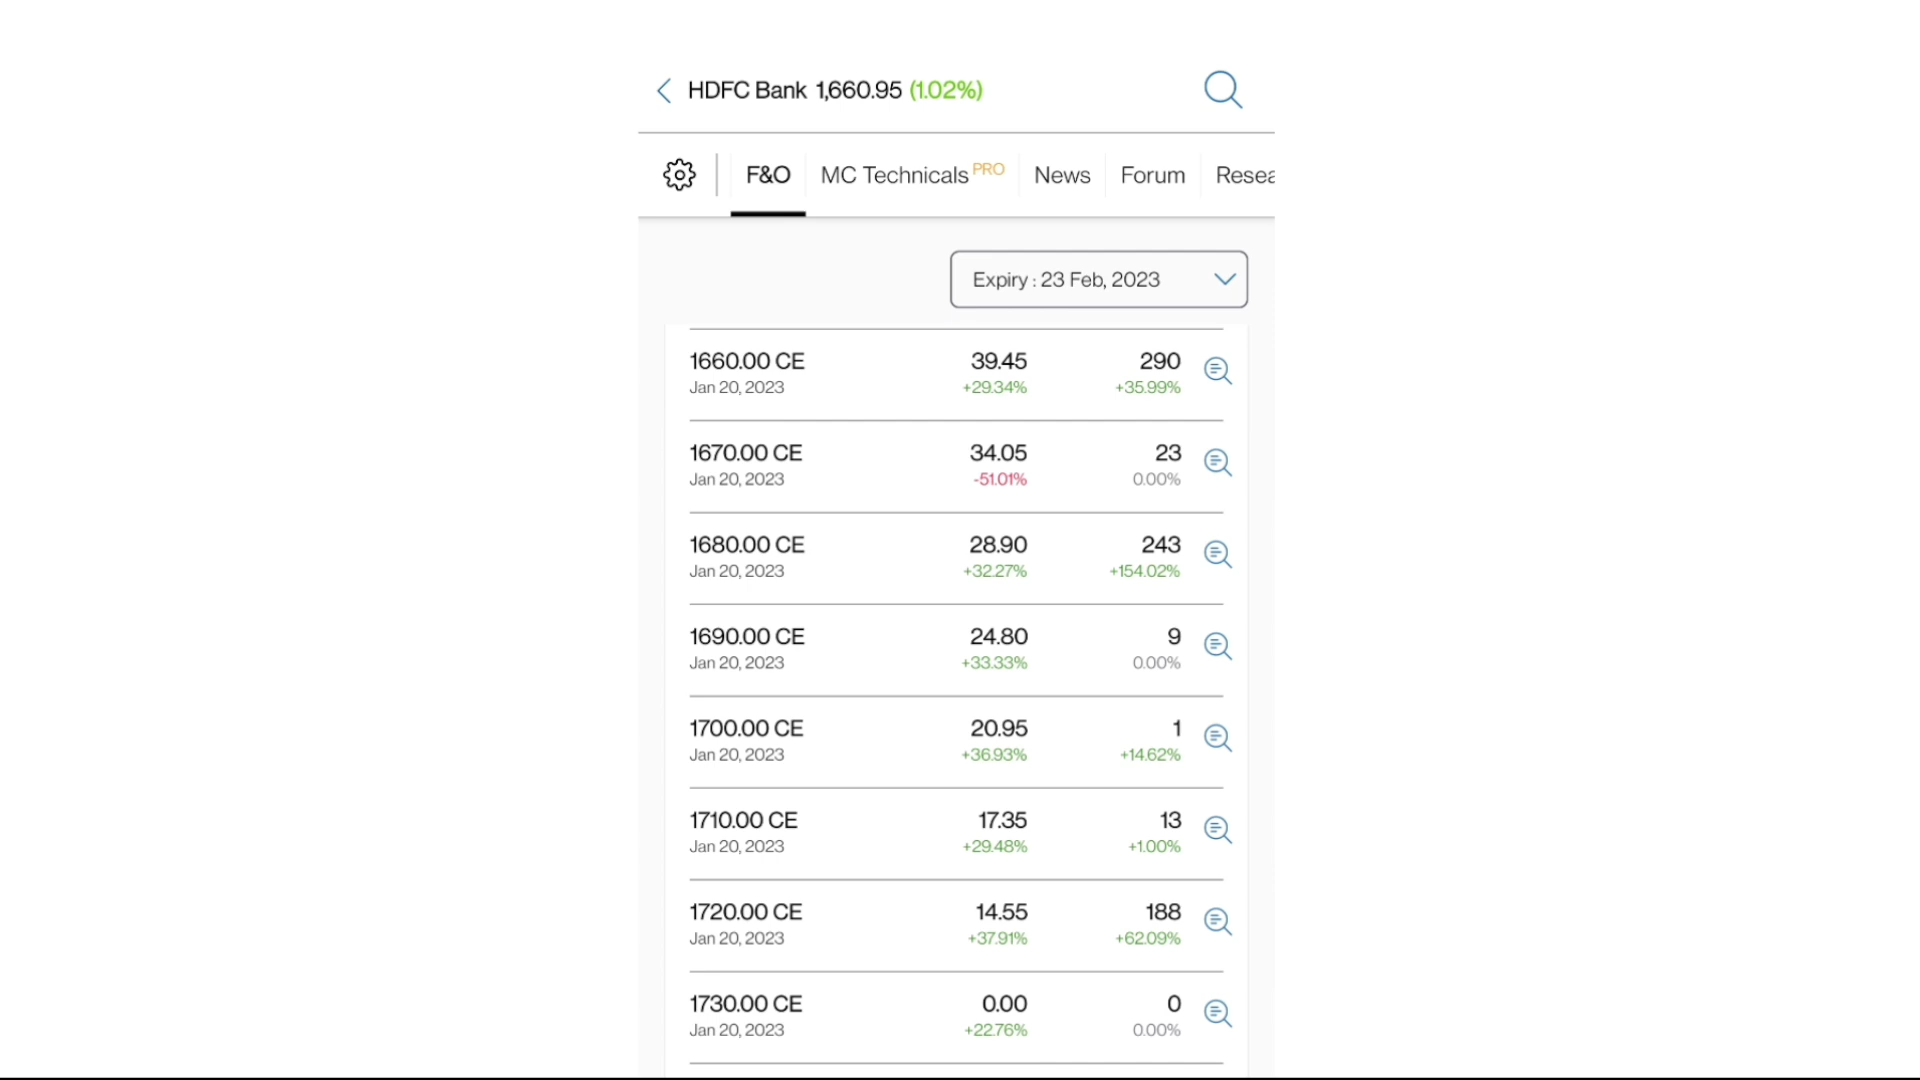 HDFC Bank 1,660.95 (1.02%)
F&O MC Technicals PRO News Forum Resea
Expiry : 23 Feb, 2023
1660.00 CE 39.45 290
Jan 20, 2023 +29.34% +35.99%
1670.00 CE 34.05 23
Jan 20, 2023 -51.01% 0.00%
1680.00 CE 28.90 243
Jan 20, 2023 +32.27% +154.02%
1690.00 CE 24.80 9
Jan 20, 2023 +33.33% 0.00%
1700.00 CE 20.95 1
Jan 20, 2023 +36.93% +14.62%
1710.00 CE 17.35 13
Jan 20, 2023 +29.48% +1.00%
1720.00 CE 14.55 188
Jan 20, 2023 +37.91% +62.09%
1730.00 CE 0.00 0
Jan 20, 2023 +22.76% 0.00%